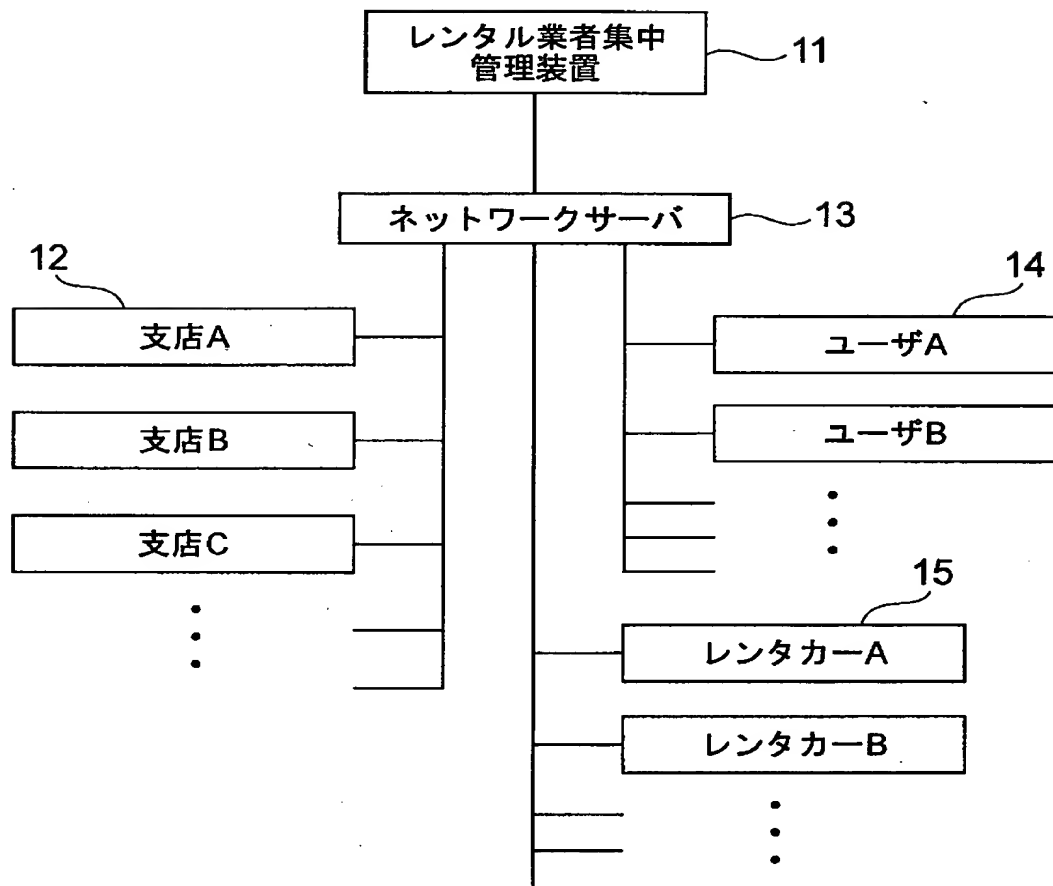 レンタル業者集中
管理装置
11
ネットワークサーバ
13
12
支店A
支店B
支店C
14
ユーザA
ユーザB
15
レンタカーA
レンタカーB